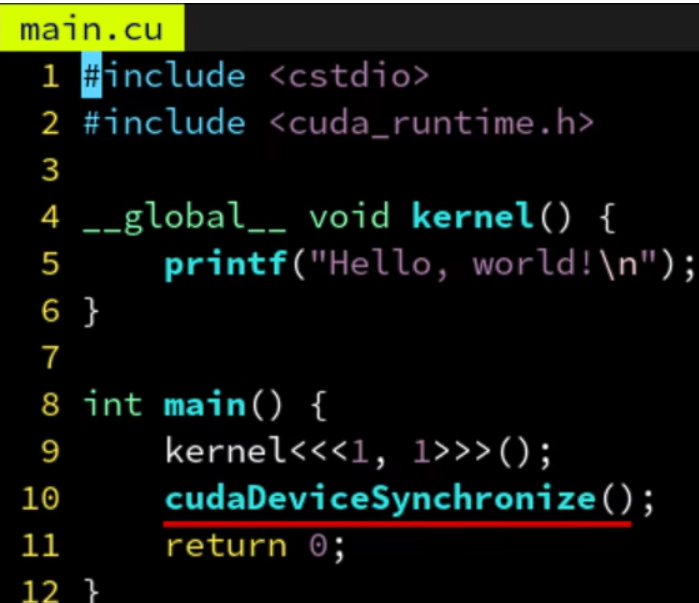 main.cu
1 #include <cstdio>
2 #include <cuda_runtime.h>
3
4 __global__ void kernel() {
5     printf("Hello, world!\n");
6 }
7
8 int main() {
9     kernel<<<1, 1>>>();
10     cudaDeviceSynchronize();
11     return 0;
12 }